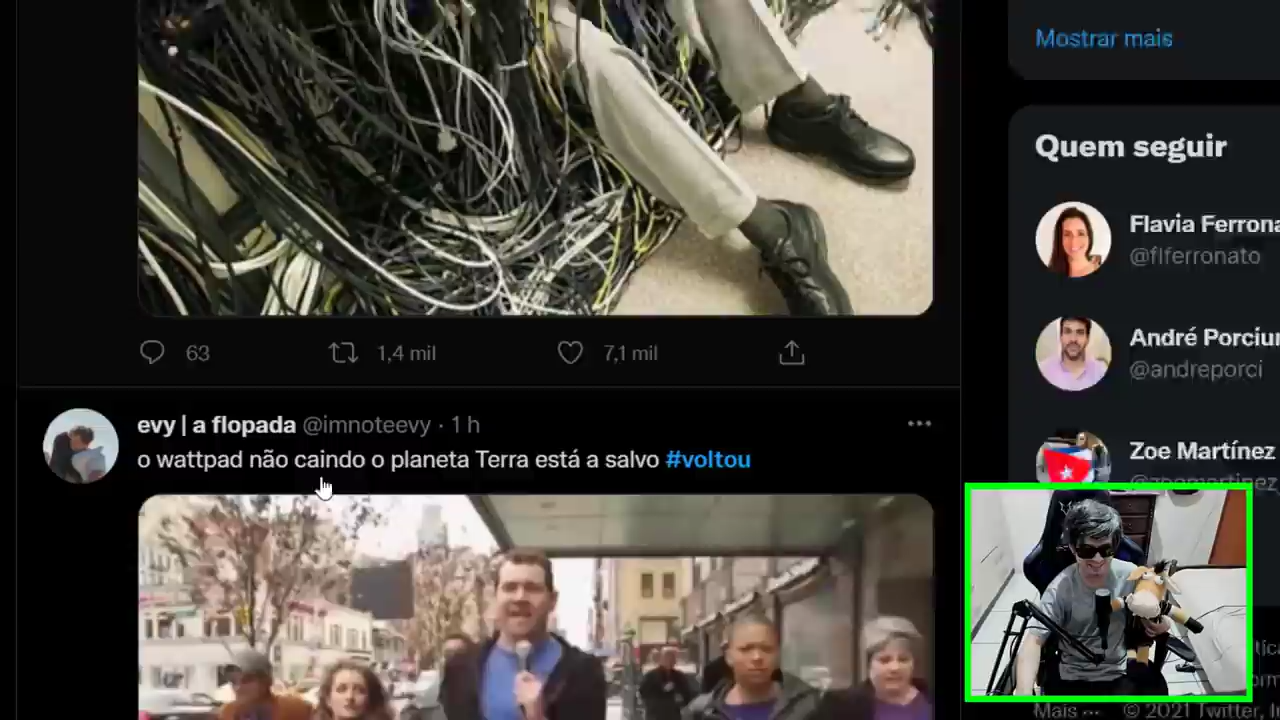 Mostrar mais
Quem seguir
Flavia Ferrona
@flferronato
André Porciun
@andreporci
Zoe Martínez
63
1,4 mil
7,1 mil
evy | a flopada @imnoteevy · 1 h
o wattpad não caindo o planeta Terra está a salvo #voltou
Mais ··· © 2021 Twitter, I